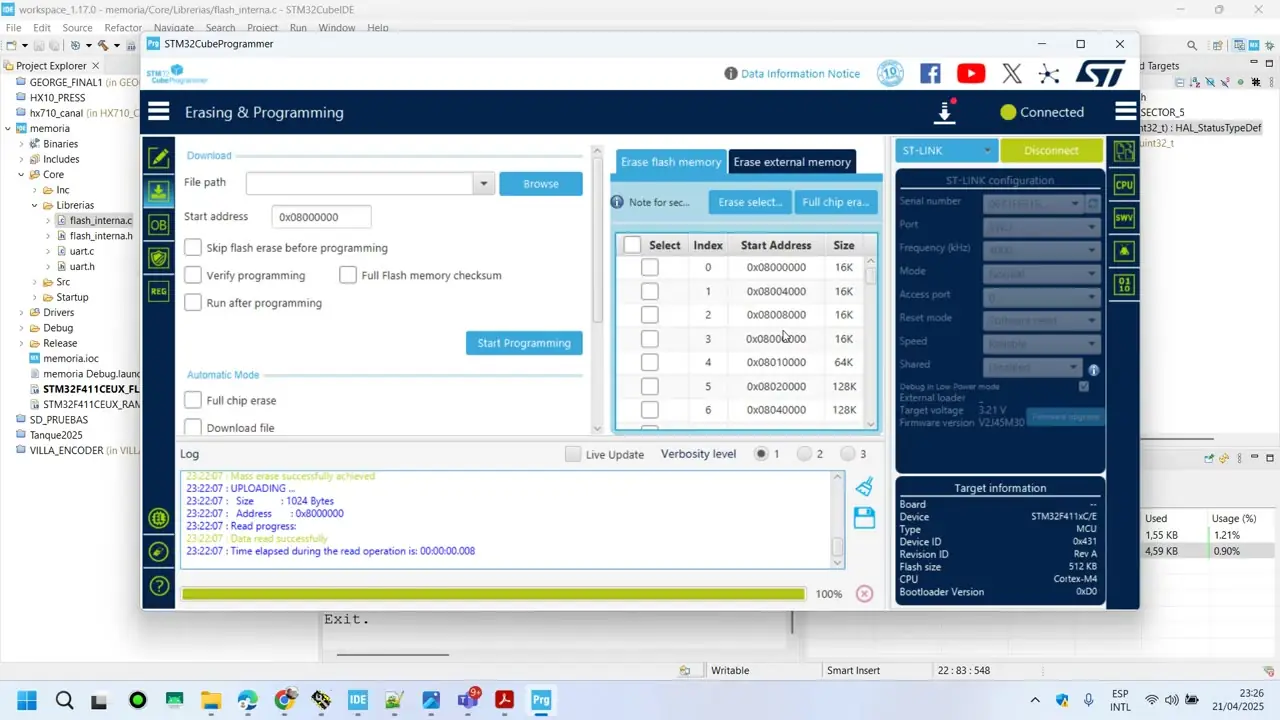 workspace_1.17.0 - memoria/Core/Librerias/flash_interna.c - STM32CubeIDE
File Edit Source Refactor Navigate Search Project Run Window Help
STM32CubeProgrammer
Project Explorer
GEORGE_FINAL1 (in GEO
HX10_PRESS
hx710_canal (in HX710_C
memoria
Binaries
Includes
Core
Inc
Librerias
flash_interna.c
flash_interna.h
uart.c
uart.h
Src
Startup
Drivers
Debug
Release
memoria.ioc
memoria Debug.launc
STM32F411CEUX_FL
STM32F411CEUX_RAM
SD_PRUEBAS
Tanque2025
VILLA_ENCODER (in VILLA
STM32
CubeProgrammer
Data Information Notice
Erasing & Programming
Connected
Download
File path
Browse
Start address
0x08000000
Skip flash erase before programming
Verify programming
Full Flash memory checksum
Run after programming
Start Programming
Automatic Mode
Full chip erase
Download file
Erase flash memory
Erase external memory
Note for sec...
Erase select...
Full chip era...
Select Index Start Address Size
0 0x08000000 16K
0x08004000 16K
2 0x08008000 16K
3 16K
4 0x08010000 64K
5 0x08020000 128K
6 0x08040000 128K
Log
Live Update
Verbosity level
1
2
3
23:22:07 : Mass erase successfully achieved
23:22:07 : UPLOADING ...
23:22:07 : Size : 1024 Bytes
23:22:07 : Address : 0x8000000
23:22:07 : Read progress:
23:22:07 : Data read successfully
23:22:07 : Time elapsed during the read operation is: 00:00:00.008
100%
ST-LINK
Disconnect
ST-LINK configuration
Serial number
Port
Frequency (kHz)
Mode
Access port
0
Reset mode
Speed
Shared
Debug in Low Power mode
External loader
Target voltage 3.21 V
Firmware version V2J45M30
Firmware upgrade
Target information
Board --
Device STM32F411xC/E
Type MCU
Device ID 0x431
Revision ID Rev A
Flash size 512 KB
CPU Cortex-M4
Bootloader Version 0xD0
OB
REG
CPU
SWV
01
10
Targets
SECTOR_5
t32_t) : HAL_StatusTypeDef
uint32_t
Used Usage (%)
1,55 KB 1.21%
4,59 KB 0.90%
Exit.
Writable
Smart Insert
22 : 83 : 548
ESP
INTL
23:26
21/04/2025